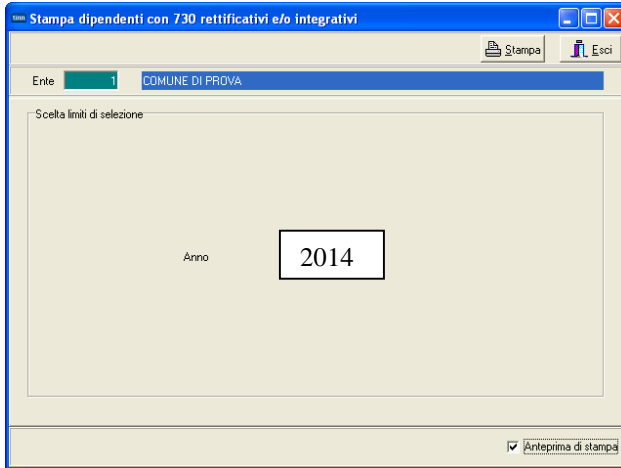 tinn Stampa dipendenti con 730 rettificativi e/o integrativi
Stampa Esci
Ente 1 COMUNE DI PROVA
Scelta limiti di selezione
Anno 2014
Anteprima di stampa